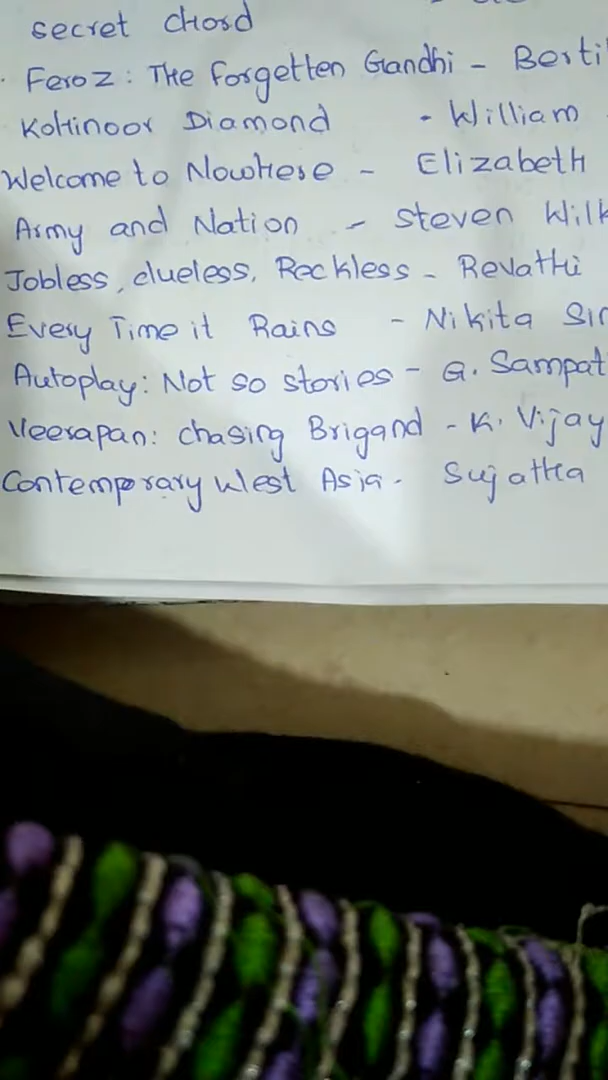 secret chord
Feroz: The forgetten Gandhi - Berti
Kohinoor Diamond - William
Welcome to Nowhere - Elizabeth
Army and Nation - Steven Wilk
Jobless, clueless, Reckless - Revathi
Every Time it Rains - Nikita Sin
Autoplay: Not so stories - G. Sampat
Veerapan: chasing Brigand - K. Vijay
Contemporary West Asia - Sujatha